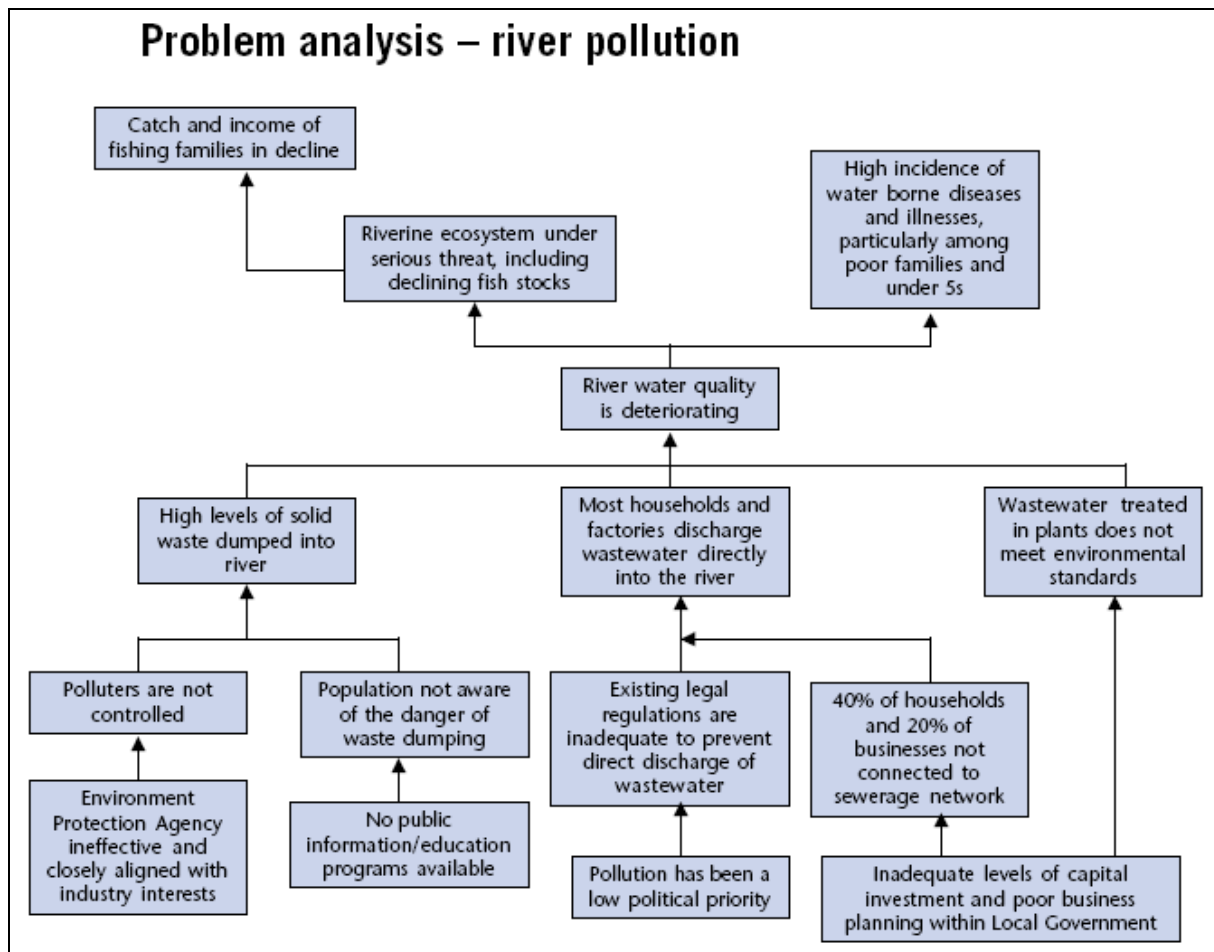 Problem analysis – river pollution
Catch and income of
fishing families in decline
High incidence of
water borne diseases
and illnesses,
particularly among
poor families and
under 5s
Riverine ecosystem under
serious threat, including
declining fish stocks
River water quality
is deteriorating
High levels of solid
waste dumped into
river
Most households and
factories discharge
wastewater directly
into the river
Wastewater treated
in plants does not
meet environmental
standards
Polluters are not
controlled
Population not aware
of the danger of
waste dumping
Existing legal
regulations are
inadequate to prevent
direct discharge of
wastewater
40% of households
and 20% of
businesses not
connected to
sewerage network
Environment
Protection Agency
ineffective and
closely aligned with
industry interests
No public
information/education
programs available
Pollution has been a
low political priority
Inadequate levels of capital
investment and poor business
planning within Local Government